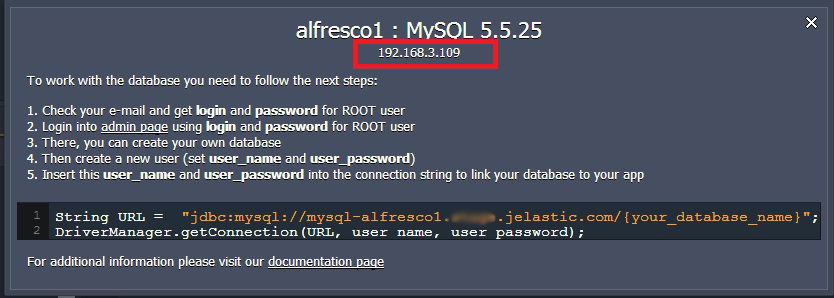 alfresco1 : MySQL 5.5.25
192.168.3.109
To work with the database you need to follow the next steps:
1. Check your e-mail and get login and password for ROOT user
2. Login into admin page using login and password for ROOT user
3. There, you can create your own database
4. Then create a new user (set user_name and user_password)
5. Insert this user_name and user_password into the connection string to link your database to your app
1 String URL = "jdbc:mysql://mysql-alfresco1. .jelastic.com/{your_database_name}";
2 DriverManager.getConnection(URL, user_name, user_password);
For additional information please visit our documentation page